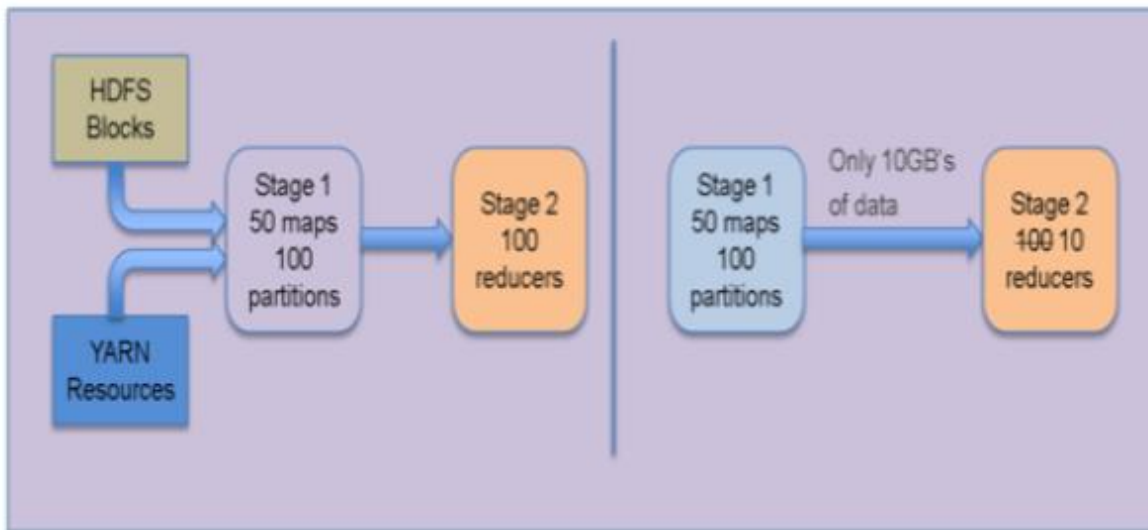 HDFS
Blocks
YARN
Resources
Stage 1
50 maps
100
partitions
Stage 2
100
reducers
Stage 1
50 maps
100
partitions
Only 10GB's
of data
Stage 2
100 10
reducers